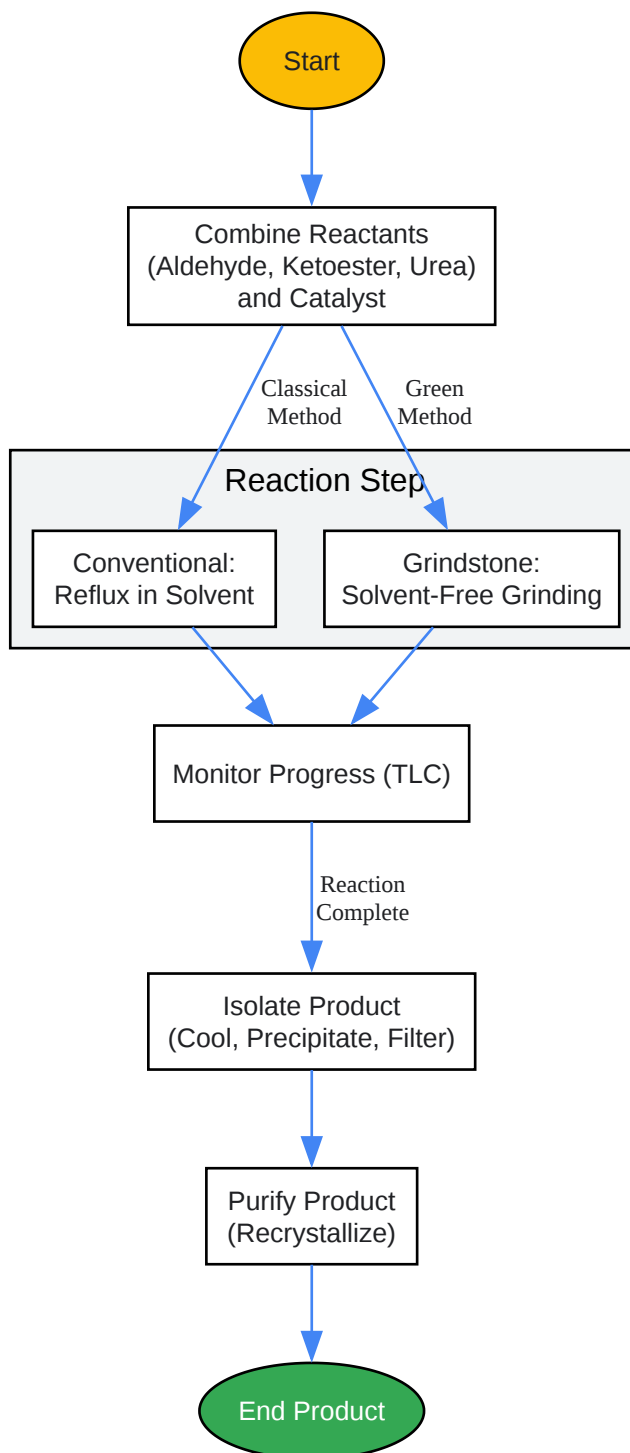 Start
Combine Reactants
(Aldehyde, Ketoester, Urea)
and Catalyst
Classical
Method
Green
Method
Reaction Step
Conventional:
Reflux in Solvent
Grindstone:
Solvent-Free Grinding
Monitor Progress (TLC)
Reaction
Complete
Isolate Product
(Cool, Precipitate, Filter)
Purify Product
(Recrystallize)
End Product